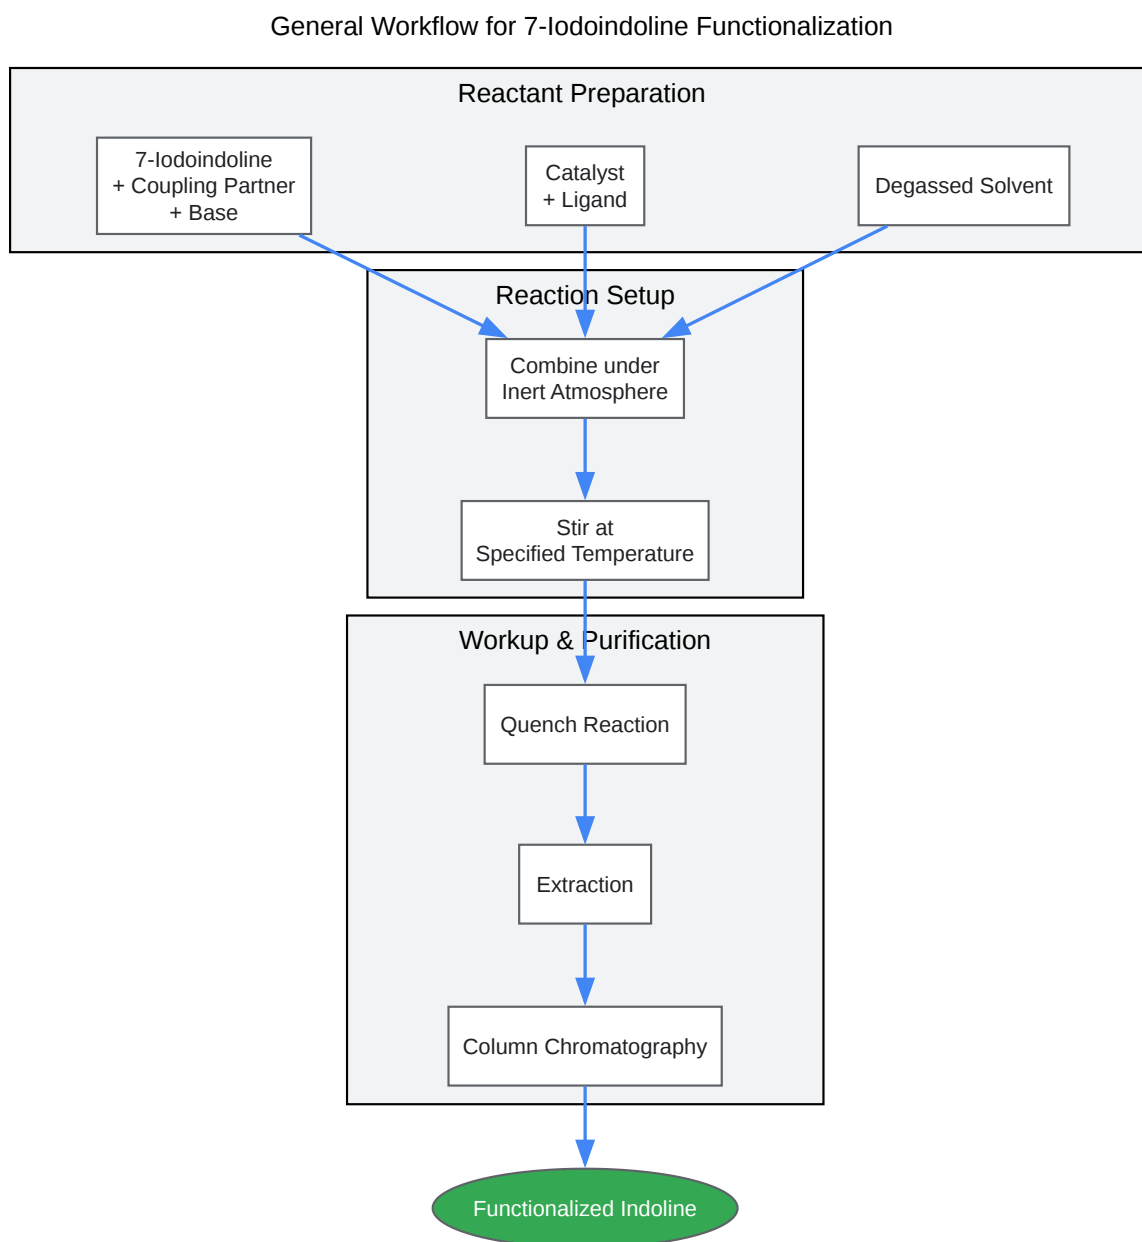 General Workflow for 7-Iodoindoline Functionalization
Reactant Preparation
7-Iodoindoline
+ Coupling Partner
+ Base
Catalyst
+ Ligand
Degassed Solvent
Reaction Setup
Combine under
Inert Atmosphere
Stir at
Specified Temperature
Workup & Purification
Quench Reaction
Extraction
Column Chromatography
Functionalized Indoline